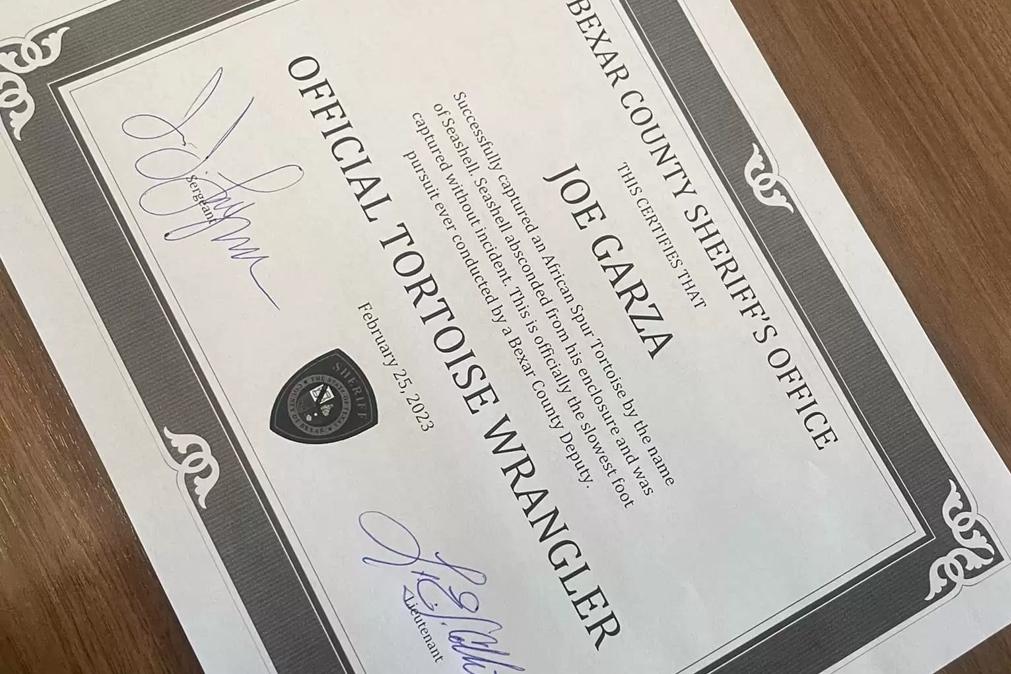 BEXAR COUNTY SHERIFF'S OFFICE
THIS CERTIFIES THAT
JOE GARZA
Successfully captured an African Spur Tortoise by the name
of Seashell. Seashell absconded from his enclosure and was
captured without incident. This is officially the slowest foot
pursuit ever conducted by a Bexar County Deputy.
OFFICIAL TORTOISE WRANGLER
February 25, 2023
SHERIFF
Sergeant
Lieutenant